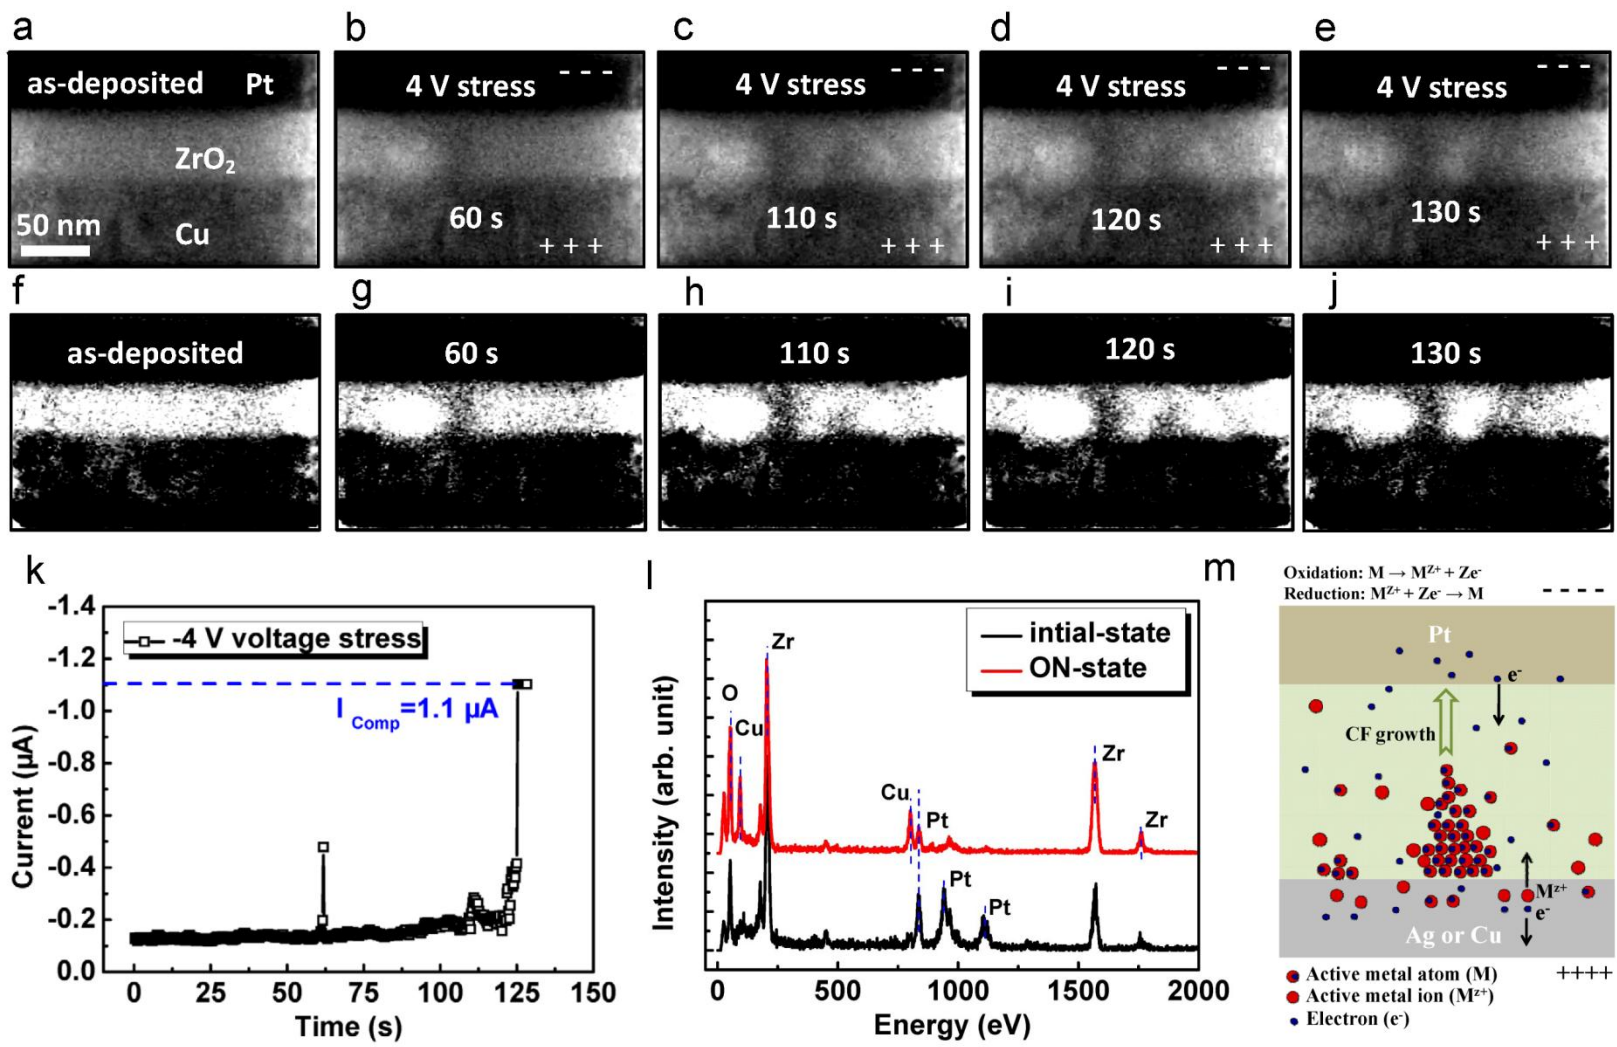 a
as-deposited Pt
ZrO2
50 nm
Cu
b
- - -
4 V stress
60 s
+ + +
c
- - -
4 V stress
110 s
+ + +
d
- - -
4 V stress
120 s
+ + +
e
- - -
4 V stress
130 s
+ + +
f
as-deposited
g
60 s
h
110 s
i
120 s
j
130 s
k
-4 V voltage stress
I Comp=1.1 µA
Current (µA)
-1.4
-1.2
-1.0
-0.8
-0.6
-0.4
-0.2
0.0
0 25 50 75 100 125 150
Time (s)
l
intial-state
ON-state
O
Cu
Zr
Cu
Pt
Zr
Zr
Pt
Pt
Intensity (arb. unit)
0 500 1000 1500 2000
Energy (eV)
m
Oxidation: M → M^Z+ + Ze-
Reduction: M^Z+ + Ze- → M
- - - -
Pt
e-
CF growth
M^z+
e-
Ag or Cu
++++
Active metal atom (M)
Active metal ion (M^z+)
Electron (e-)